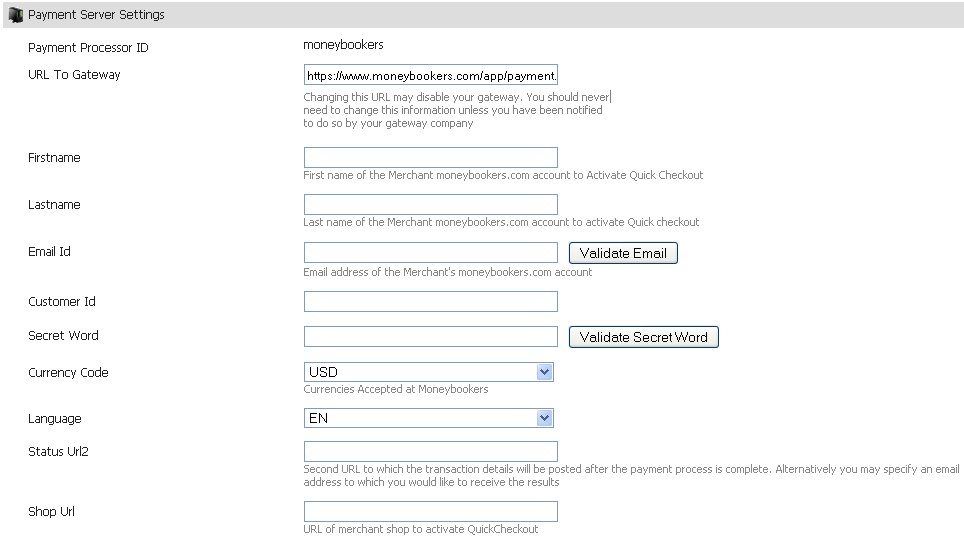 Payment Server Settings
Payment Processor ID
moneybookers
URL To Gateway
https://www.moneybookers.com/app/payment.
Changing this URL may disable your gateway. You should never
need to change this information unless you have been notified
to do so by your gateway company
Firstname
First name of the Merchant moneybookers.com account to Activate Quick Checkout
Lastname
Last name of the Merchant moneybookers.com account to activate Quick checkout
Email Id
Validate Email
Email address of the Merchant's moneybookers.com account
Customer Id
Secret Word
Validate Secret Word
Currency Code
USD
Currencies Accepted at Moneybookers
Language
EN
Status Url2
Second URL to which the transaction details will be posted after the payment process is complete. Alternatively you may specify an email
address to which you would like to receive the results
Shop Url
URL of merchant shop to activate QuickCheckout